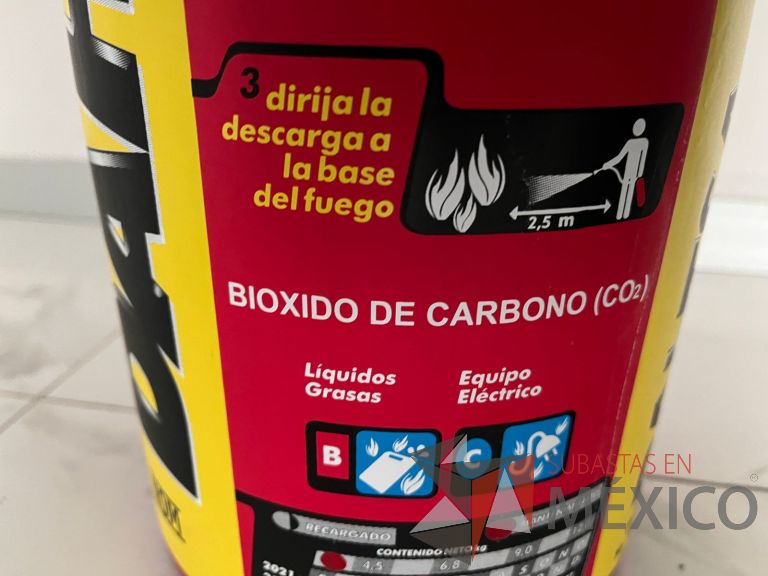 3 dirija la
descarga a
la base
del fuego
2,5 m
BIOXIDO DE CARBONO (CO₂)
Líquidos
Grasas
Equipo
Eléctrico
B
C
SUBASTAS EN
MÉXICO®
RECARGADO
CONTENIDO NETO kg
4,5 6.8 9.0
2021